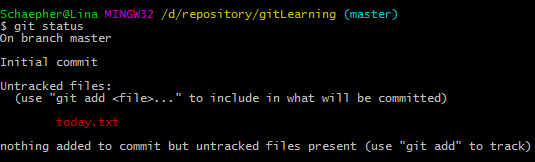 Schaepher@Lina MINGW32 /d/repository/gitLearning (master)
$ git status
On branch master
Initial commit
Untracked files:
(use "git add <file>..." to include in what will be committed)
today.txt
nothing added to commit but untracked files present (use "git add" to track)